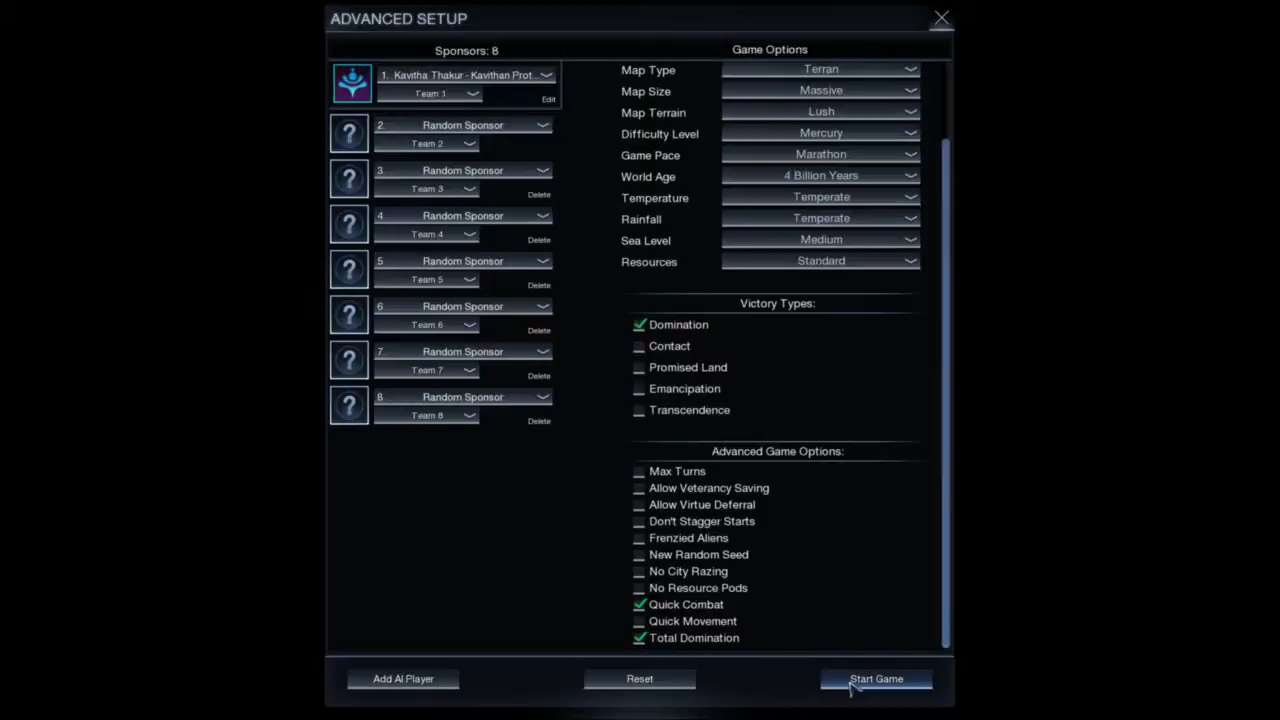 ADVANCED SETUP
Sponsors: 8
1. Kavitha Thakur - Kavithan Prot...
Team 1
Edit
2. Random Sponsor
Team 2
3. Random Sponsor
Team 3
Delete
4 Random Sponsor
Team 4
Delete
5 Random Sponsor
Team 5
Delete
6 Random Sponsor
Team 6
Delete
7 Random Sponsor
Team 7
Delete
8 Random Sponsor
Team 8
Delete
Game Options
Map Type Terran
Map Size Massive
Map Terrain Lush
Difficulty Level Mercury
Game Pace Marathon
World Age 4 Billion Years
Temperature Temperate
Rainfall Temperate
Sea Level Medium
Resources Standard
Victory Types:
Domination
Contact
Promised Land
Emancipation
Transcendence
Advanced Game Options:
Max Turns
Allow Veterancy Saving
Allow Virtue Deferral
Don't Stagger Starts
Frenzied Aliens
New Random Seed
No City Razing
No Resource Pods
Quick Combat
Quick Movement
Total Domination
Add AI Player
Reset
Start Game